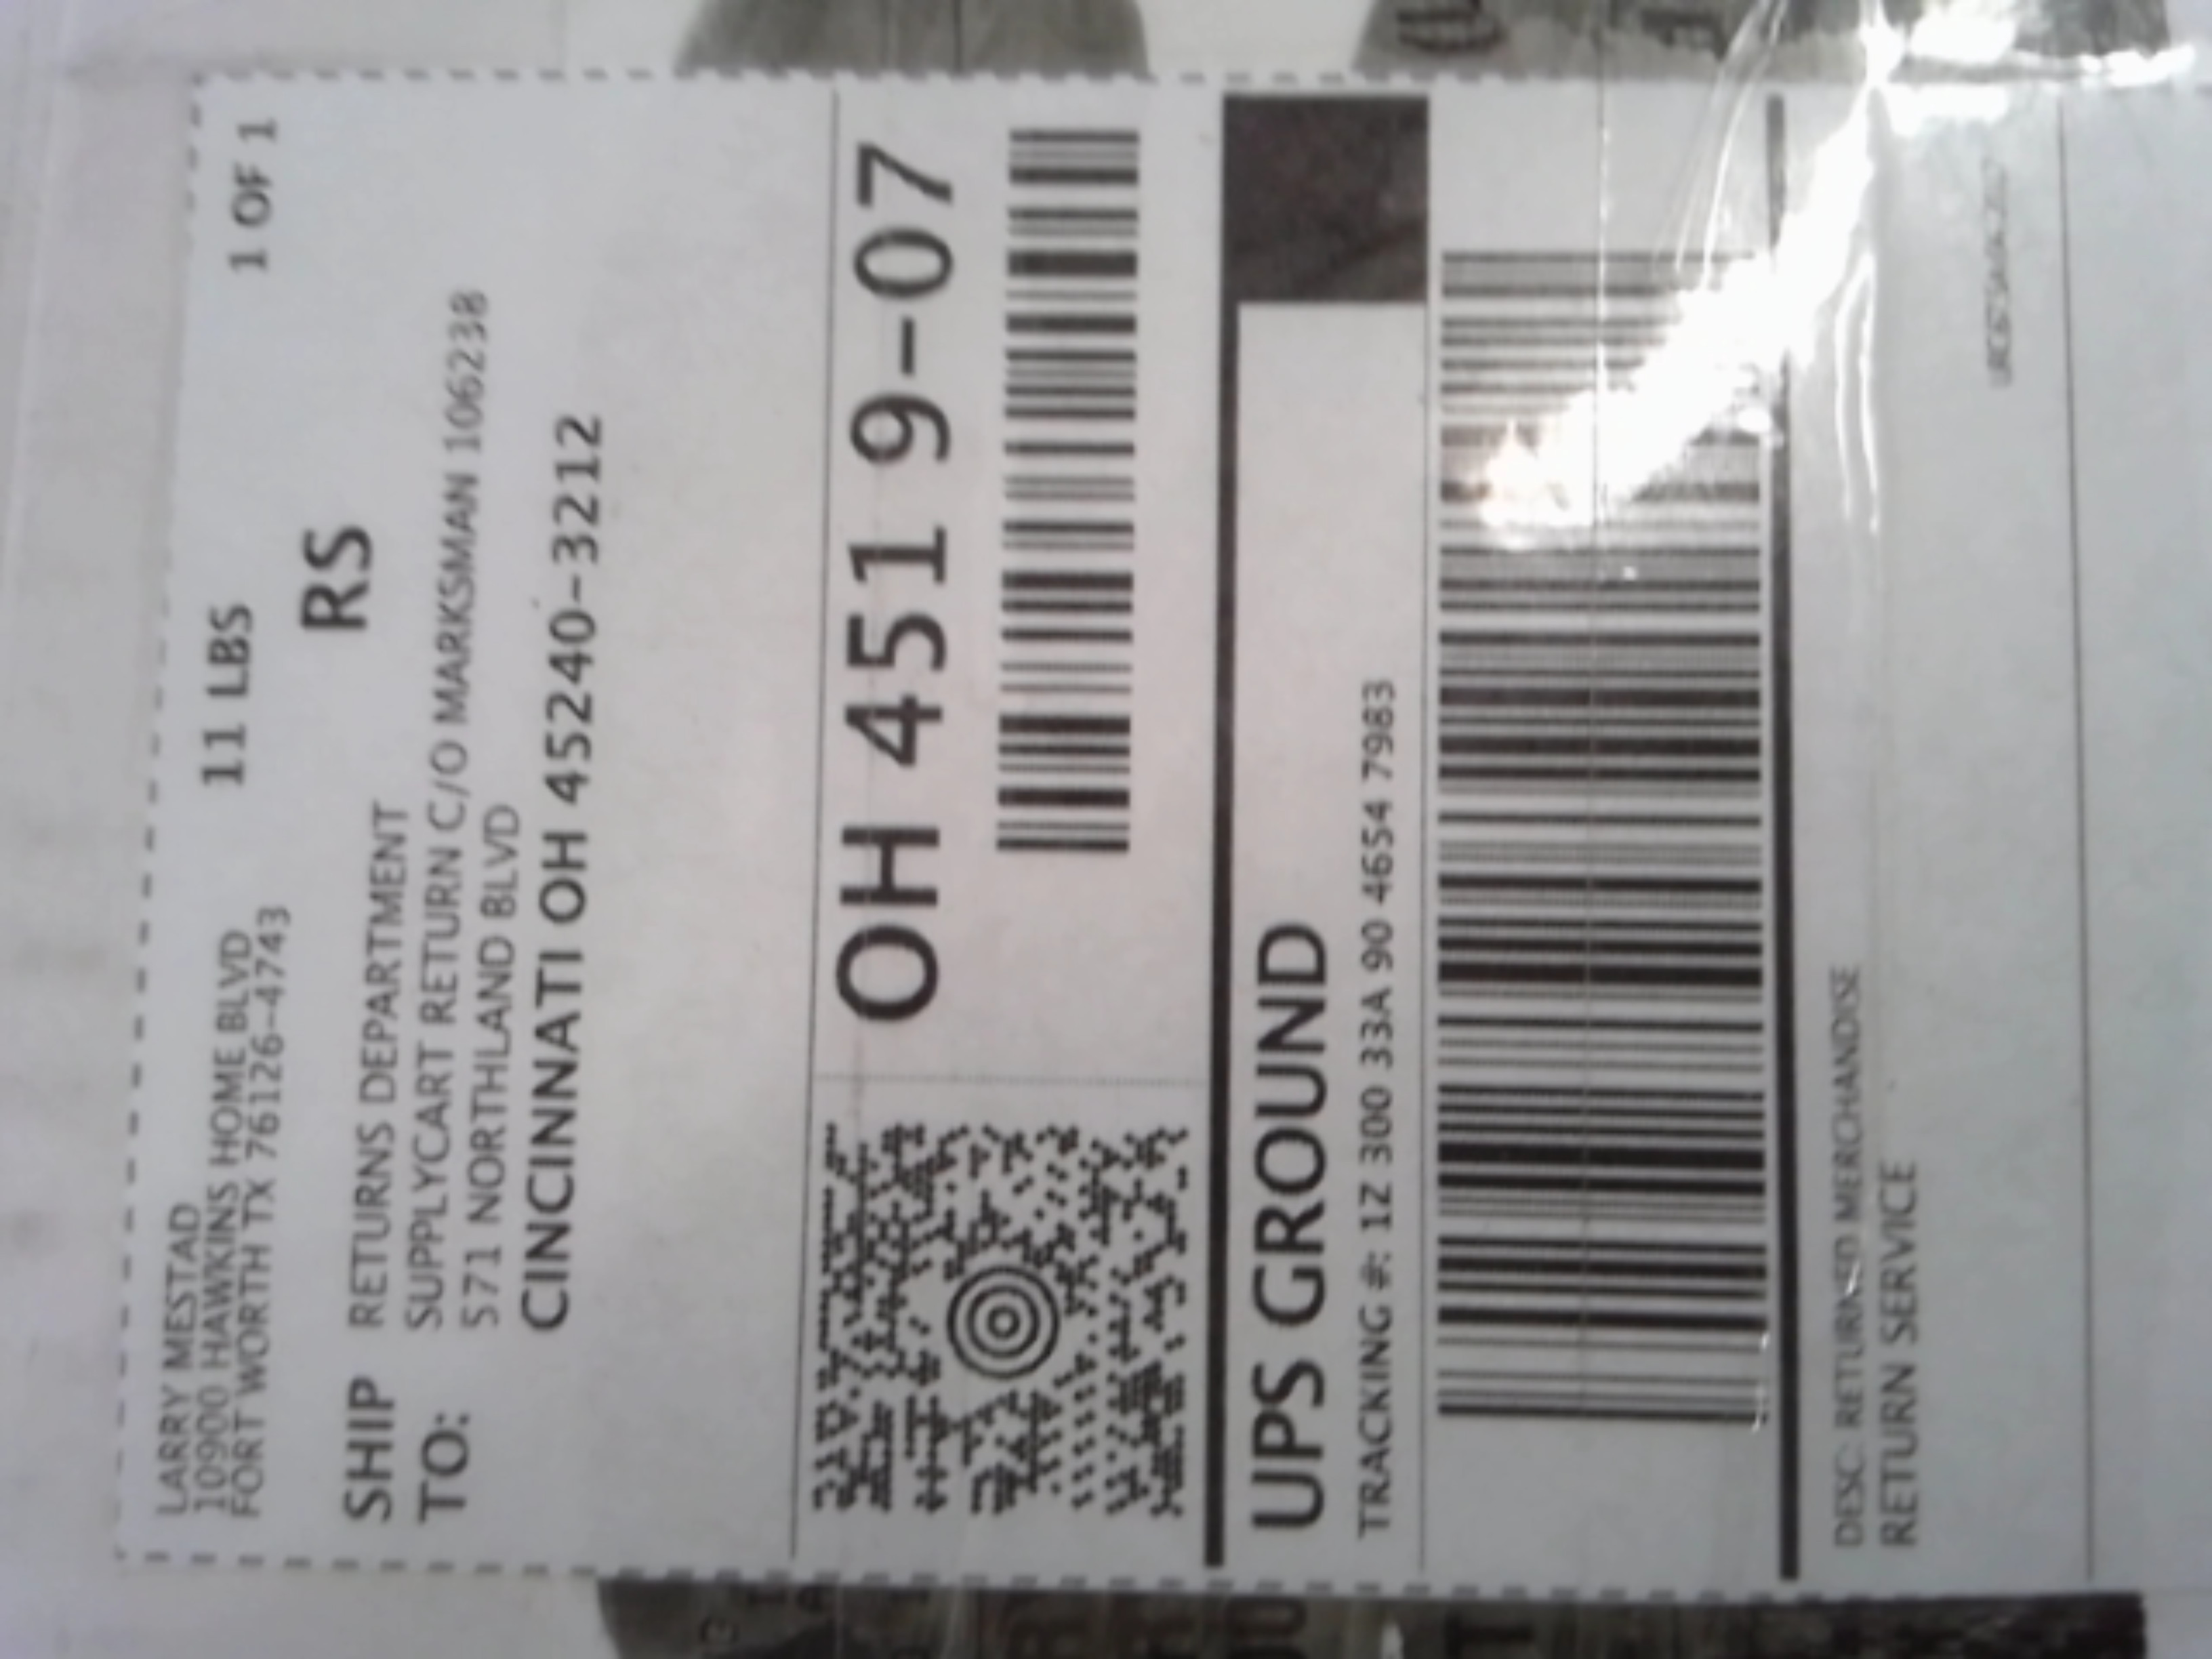 LARRY MESTAD
10900 HAWKINS HOME BLVD
FORT WORTH TX 76126-4743
11 LBS
1 OF 1
RS
SHIP TO:
RETURNS DEPARTMENT
SUPPLYCART RETURN C/O MARKSMAN 106238
571 NORTHLAND BLVD
CINCINNATI OH 45240-3212
OH 451 9-07
UPS GROUND
TRACKING #: 1Z 300 33A 90 4654 7983
DESC: RETURNED MERCHANDISE
RETURN SERVICE